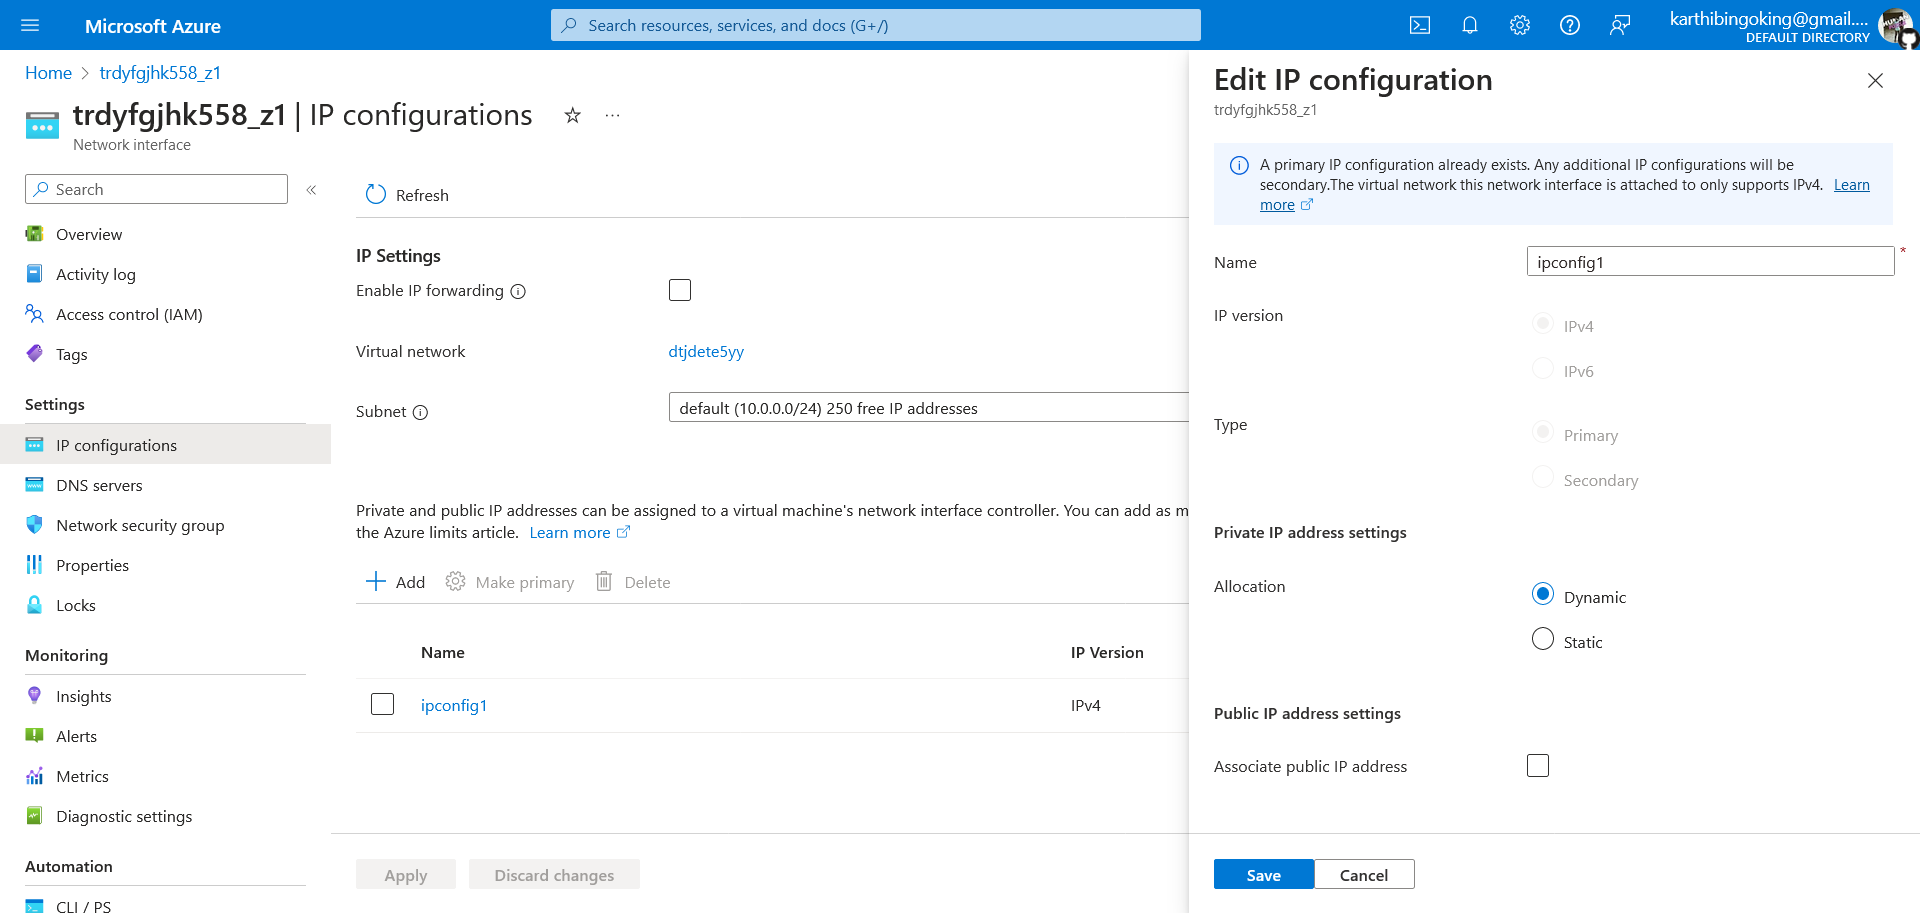 Microsoft Azure
Search resources, services, and docs (G+/)
karthibingoking@gmail....
DEFAULT DIRECTORY
Home > trdyfgjhk558_z1
trdyfgjhk558_z1 | IP configurations
Network interface
Search
Overview
Activity log
Access control (IAM)
Tags
Settings
IP configurations
DNS servers
Network security group
Properties
Locks
Monitoring
Insights
Alerts
Metrics
Diagnostic settings
Automation
CLI / PS
Refresh
IP Settings
Enable IP forwarding
Virtual network
dtjdete5yy
Subnet
default (10.0.0.0/24) 250 free IP addresses
Private and public IP addresses can be assigned to a virtual machine's network interface controller. You can add as m
the Azure limits article. Learn more
Add
Make primary
Delete
Name
IP Version
ipconfig1
IPv4
Apply
Discard changes
Edit IP configuration
trdyfgjhk558_z1
A primary IP configuration already exists. Any additional IP configurations will be
secondary.The virtual network this network interface is attached to only supports IPv4. Learn
more
Name
ipconfig1 *
IP version
IPv4
IPv6
Type
Primary
Secondary
Private IP address settings
Allocation
Dynamic
Static
Public IP address settings
Associate public IP address
Save
Cancel